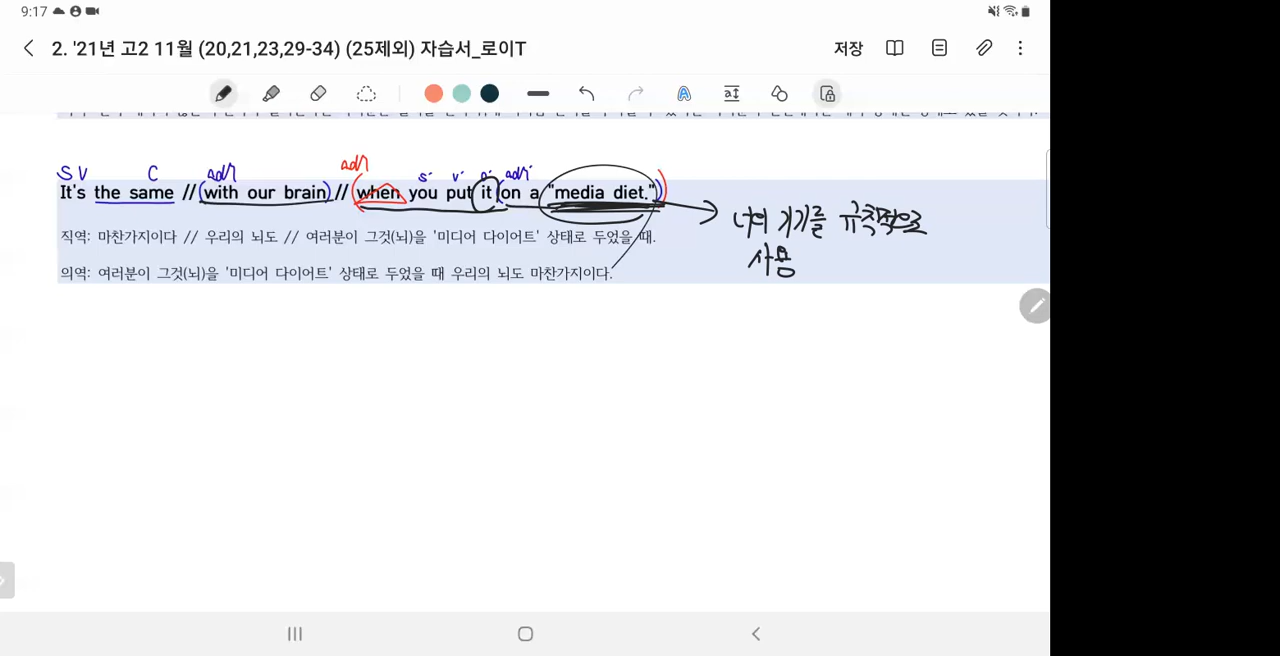 9:17
2. '21년 고2 11월 (20,21,23,29-34) (25제외) 자습서_로이T
저장
S V C adv adv s' v' o' adv'
It's the same // (with our brain) // (when you put it (on a "media diet."))
너의 기기를 규칙적으로
사용
직역: 마찬가지이다 // 우리의 뇌도 // 여러분이 그것(뇌)을 '미디어 다이어트' 상태로 두었을 때.
의역: 여러분이 그것(뇌)을 '미디어 다이어트' 상태로 두었을 때 우리의 뇌도 마찬가지이다.